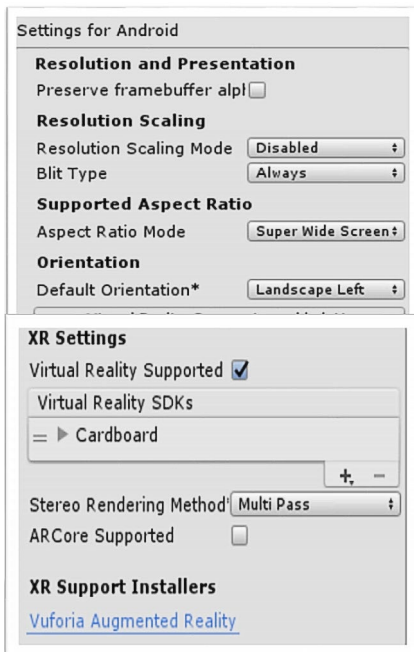 Settings for Android
Resolution and Presentation
Preserve framebuffer alph
Resolution Scaling
Resolution Scaling Mode Disabled
Blit Type Always
Supported Aspect Ratio
Aspect Ratio Mode Super Wide Screen
Orientation
Default Orientation* Landscape Left
XR Settings
Virtual Reality Supported
Virtual Reality SDKs
Cardboard
Stereo Rendering Method* Multi Pass
ARCore Supported
XR Support Installers
Vuforia Augmented Reality